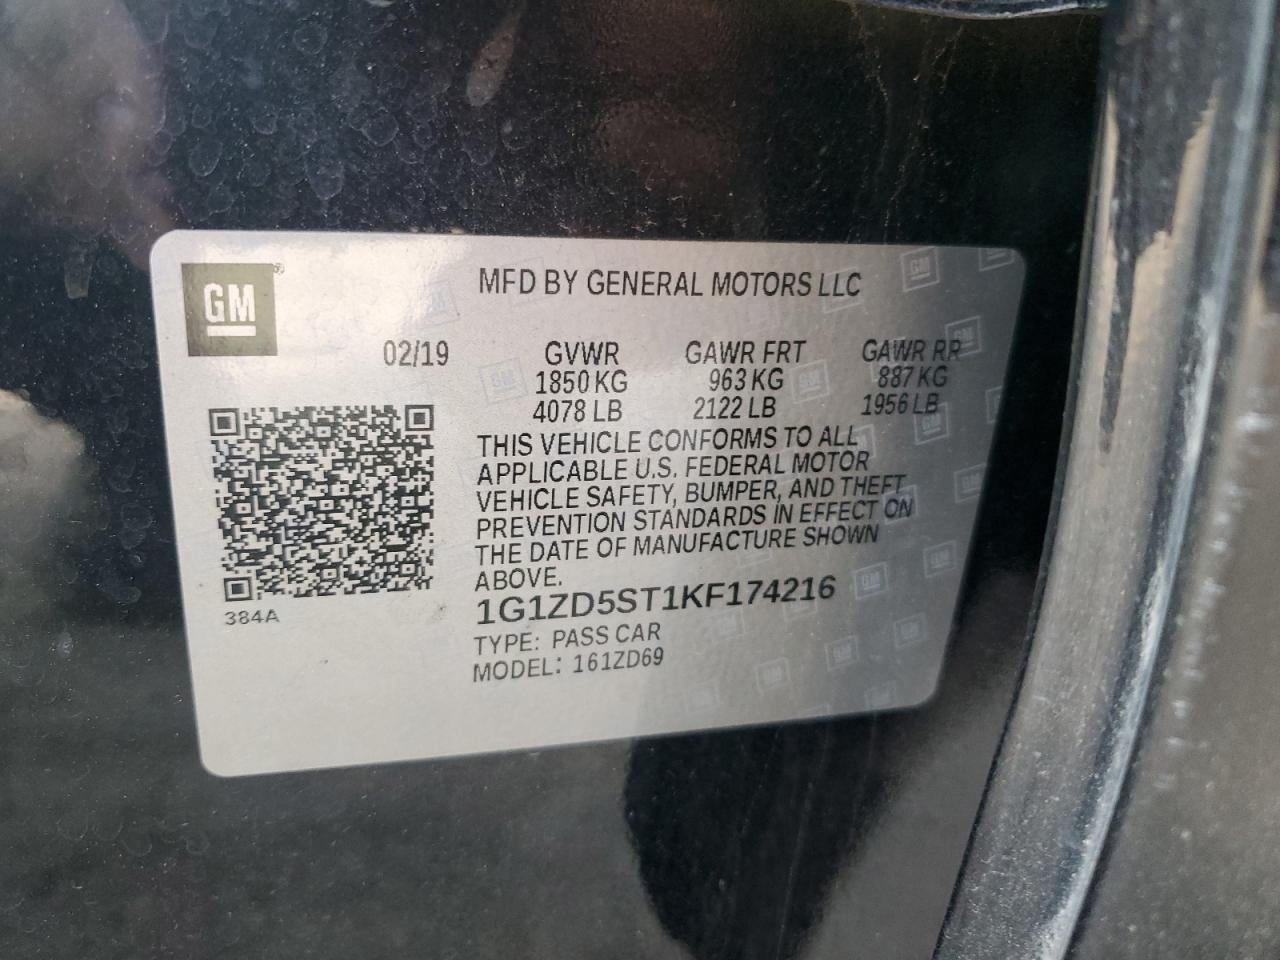 GM
MFD BY GENERAL MOTORS LLC
02/19 GVWR GAWR FRT GAWR RR
1850 KG 963 KG 887 KG
4078 LB 2122 LB 1956 LB
THIS VEHICLE CONFORMS TO ALL
APPLICABLE U.S. FEDERAL MOTOR
VEHICLE SAFETY, BUMPER, AND THEFT
PREVENTION STANDARDS IN EFFECT ON
THE DATE OF MANUFACTURE SHOWN
ABOVE.
1G1ZD5ST1KF174216
TYPE: PASS CAR
MODEL: 161ZD69
384A